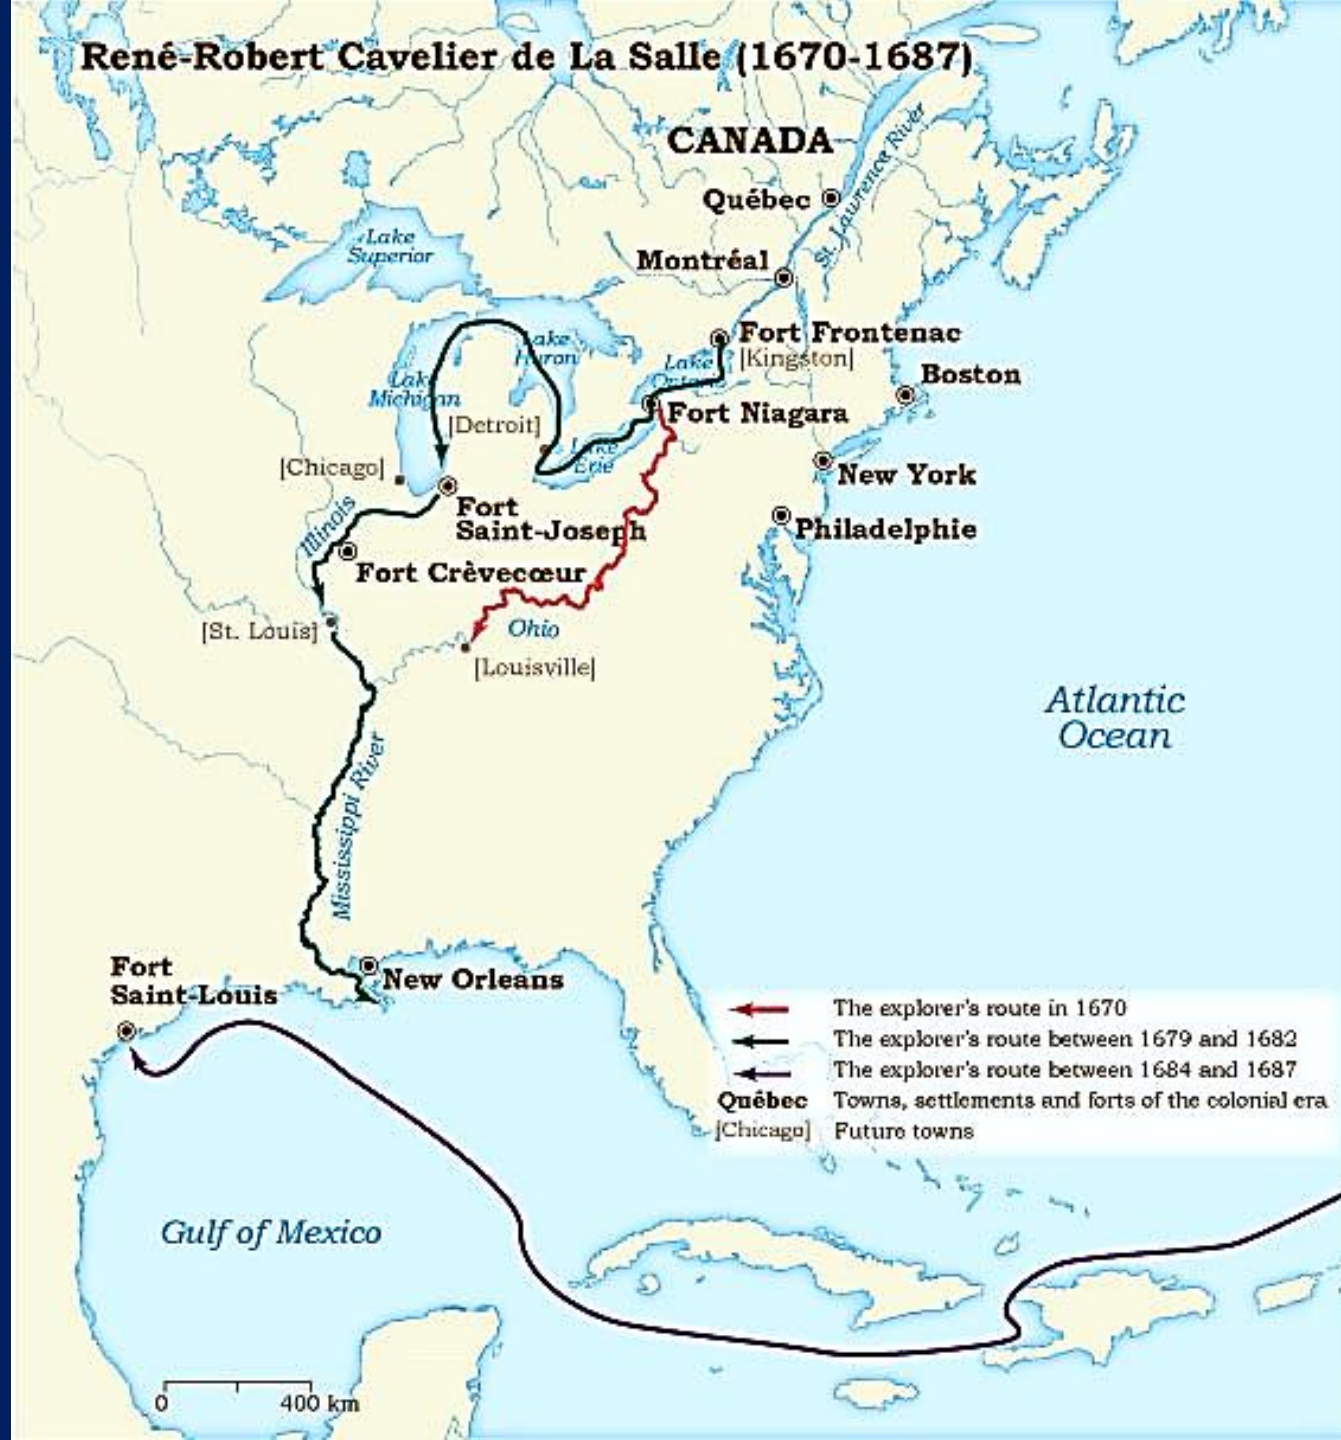 René-Robert Cavelier de La Salle (1670-1687)
CANADA
St. Lawrence River
Québec
Montréal
Lake
Superior
Fort Frontenac
[Kingston]
Lake
Huron
Lake
Ontario
Boston
Lake
Michigan
Fort Niagara
[Detroit]
Lake
Erie
[Chicago]
New York
Fort
Saint-Joseph
Philadelphie
Illinois
Fort Crèvecœur
[St. Louis]
Ohio
[Louisville]
Atlantic
Ocean
Mississippi River
Fort
Saint-Louis
New Orleans
The explorer's route in 1670
The explorer's route between 1679 and 1682
The explorer's route between 1684 and 1687
Québec Towns, settlements and forts of the colonial era
[Chicago] Future towns
Gulf of Mexico
0 400 km